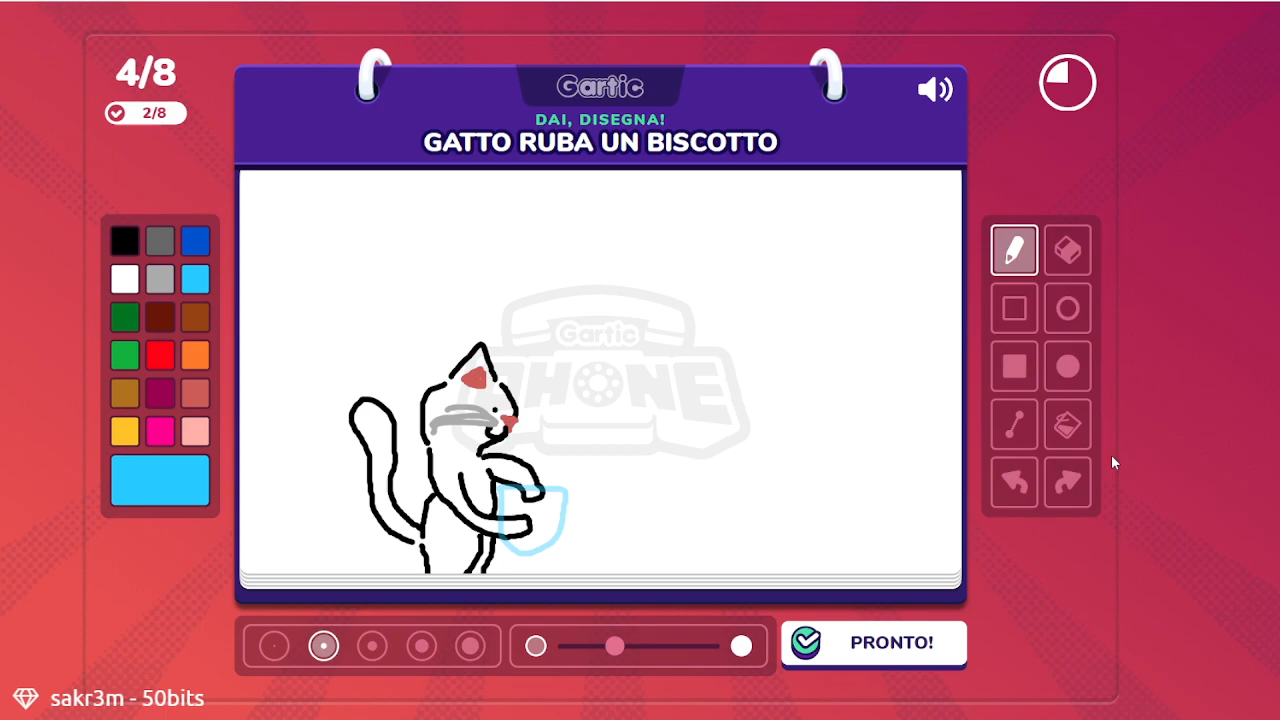 4/8
2/8
Gartic
DAI, DISEGNA!
GATTO RUBA UN BISCOTTO
Gartic
PHONE
PRONTO!
sakr3m - 50bits